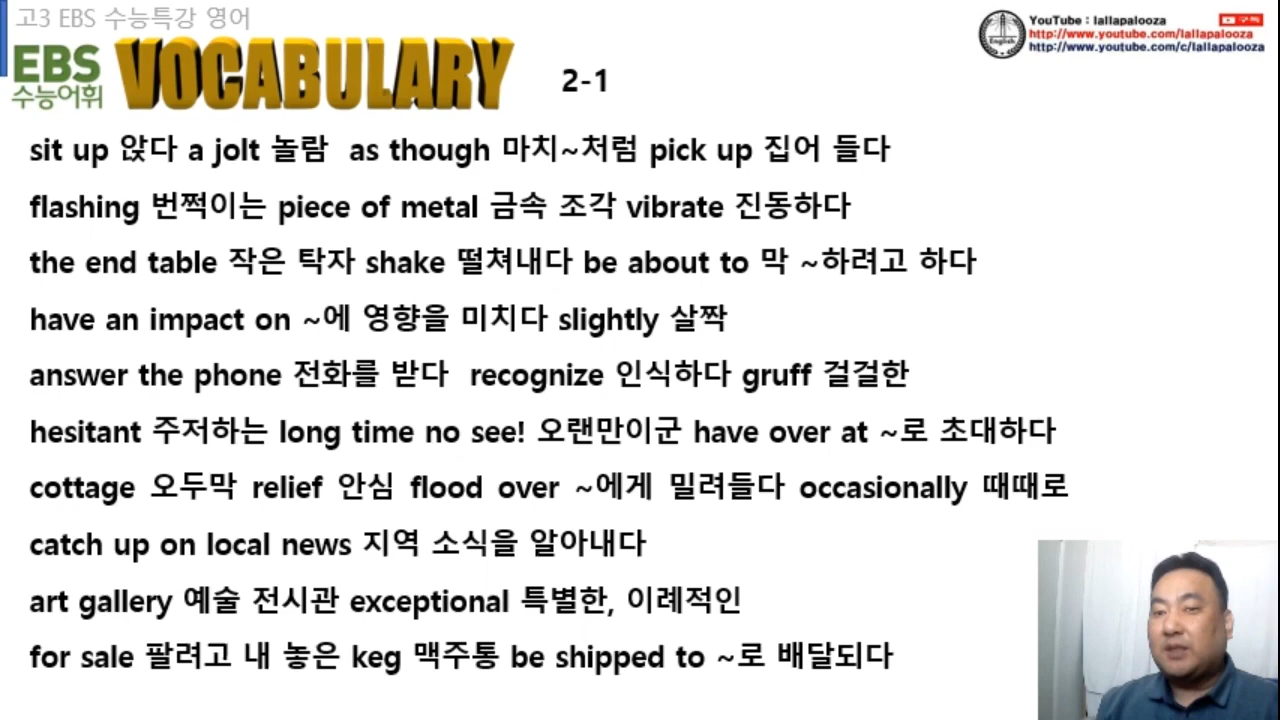 고3 EBS 수능특강 영어
EBS
수능어휘
VOCABULARY
2-1
YouTube : lallapalooza
구독
http://www.youtube.com/lallapalooza
http://www.youtube.com/c/lallapalooza
English
sit up 앉다 a jolt 놀람 as though 마치~처럼 pick up 집어 들다
flashing 번쩍이는 piece of metal 금속 조각 vibrate 진동하다
the end table 작은 탁자 shake 떨쳐내다 be about to 막 ~하려고 하다
have an impact on ~에 영향을 미치다 slightly 살짝
answer the phone 전화를 받다 recognize 인식하다 gruff 걸걸한
hesitant 주저하는 long time no see! 오랜만이군 have over at ~로 초대하다
cottage 오두막 relief 안심 flood over ~에게 밀려들다 occasionally 때때로
catch up on local news 지역 소식을 알아내다
art gallery 예술 전시관 exceptional 특별한, 이례적인
for sale 팔려고 내 놓은 keg 맥주통 be shipped to ~로 배달되다